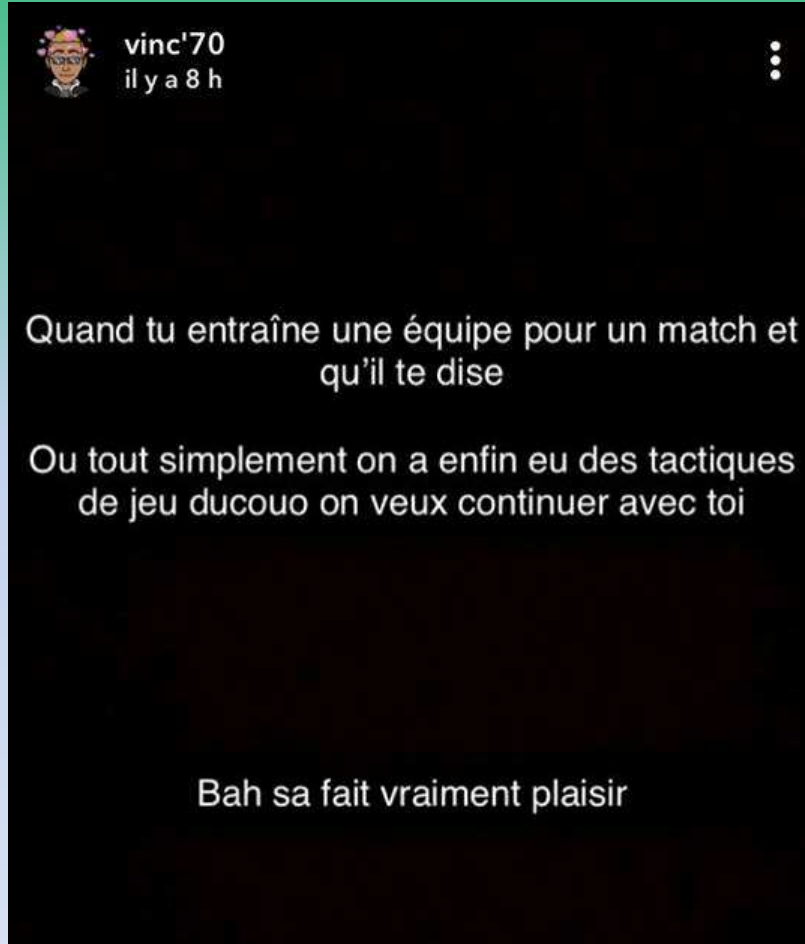 vinc'70
il y a 8 h
Quand tu entraîne une équipe pour un match et
qu'il te dise
Ou tout simplement on a enfin eu des tactiques
de jeu ducouo on veux continuer avec toi
Bah sa fait vraiment plaisir